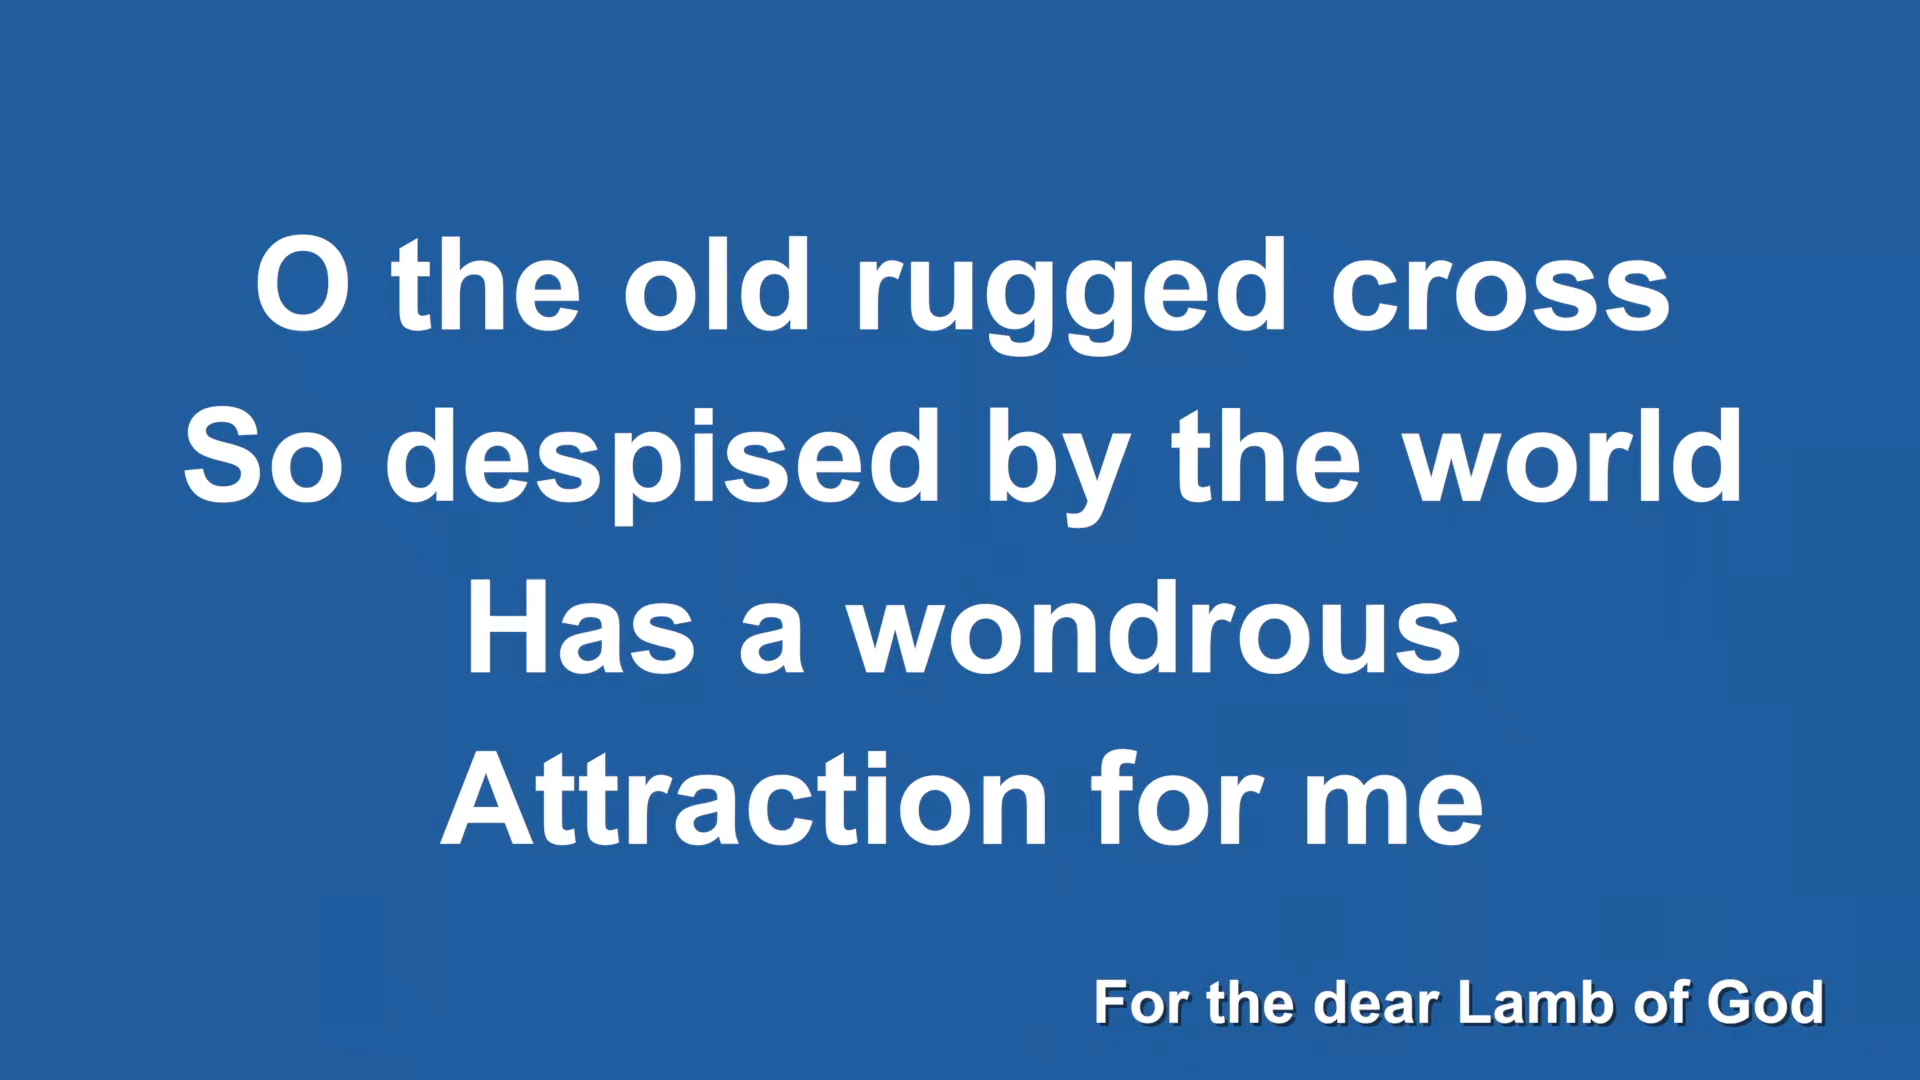 O the old rugged cross
So despised by the world
Has a wondrous
Attraction for me
For the dear Lamb of God